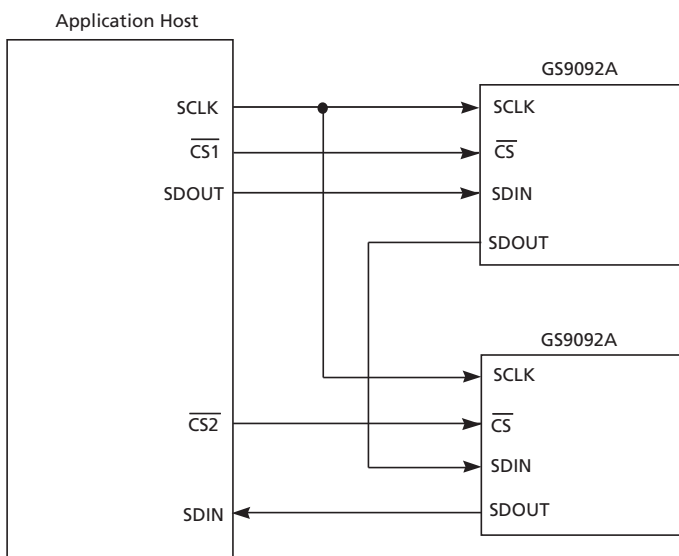 Application Host
SCLK
CS1
SDOUT
CS2
SDIN
GS9092A
SCLK
CS
SDIN
SDOUT
GS9092A
SCLK
CS
SDIN
SDOUT